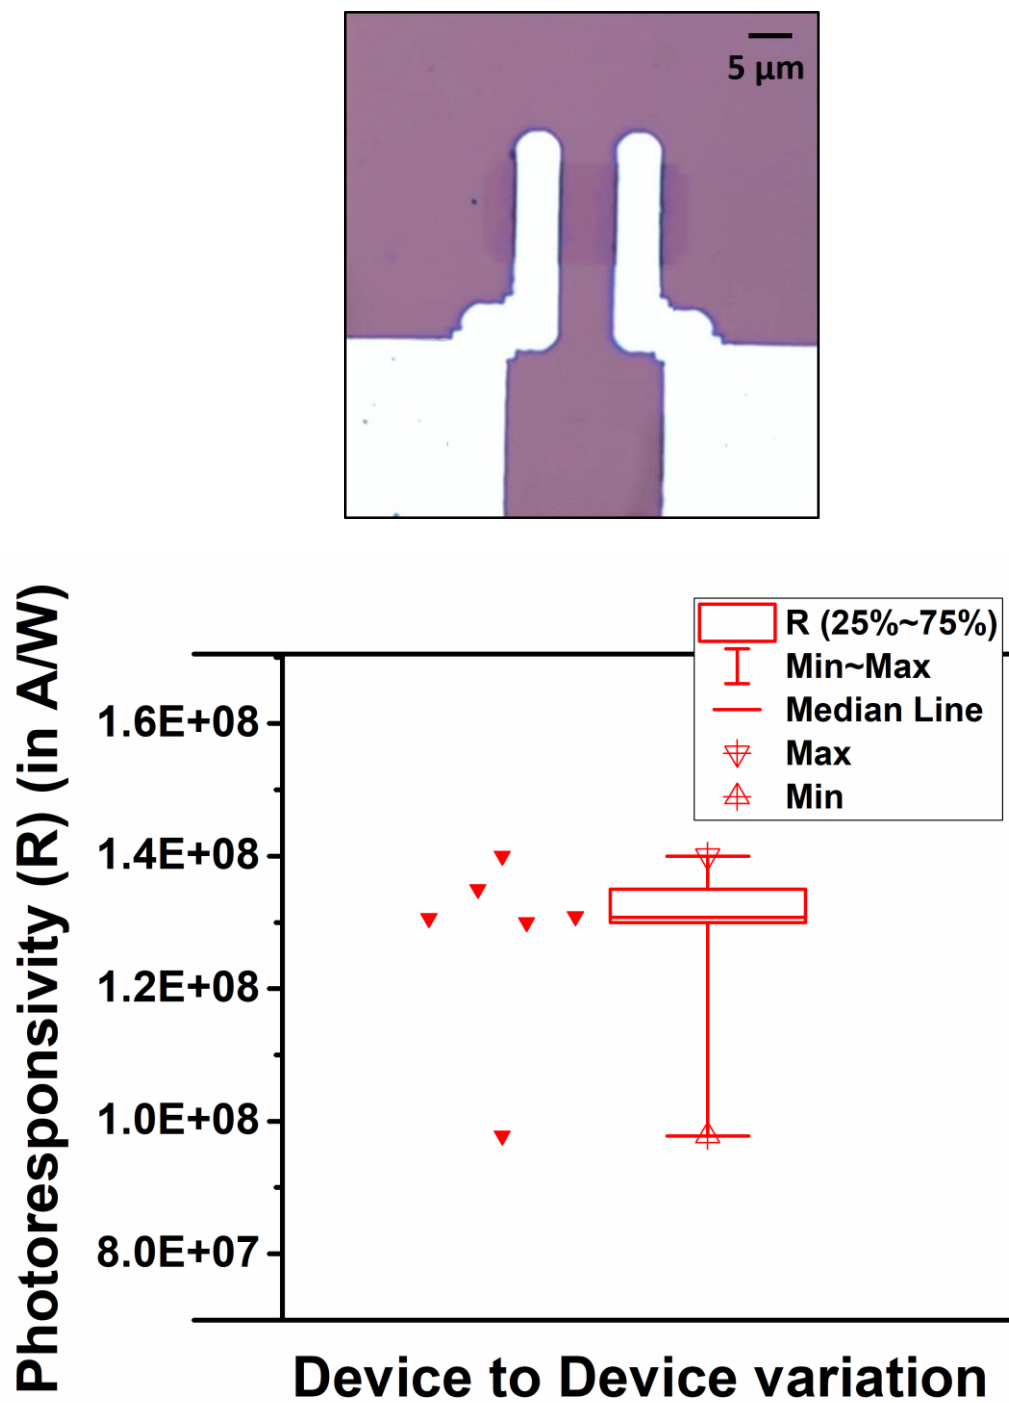 5 μm
Photoresponsivity (R) (in A/W)
R (25%~75%)
Min~Max
Median Line
Max
Min
1.6E+08
1.4E+08
1.2E+08
1.0E+08
8.0E+07
Device to Device variation